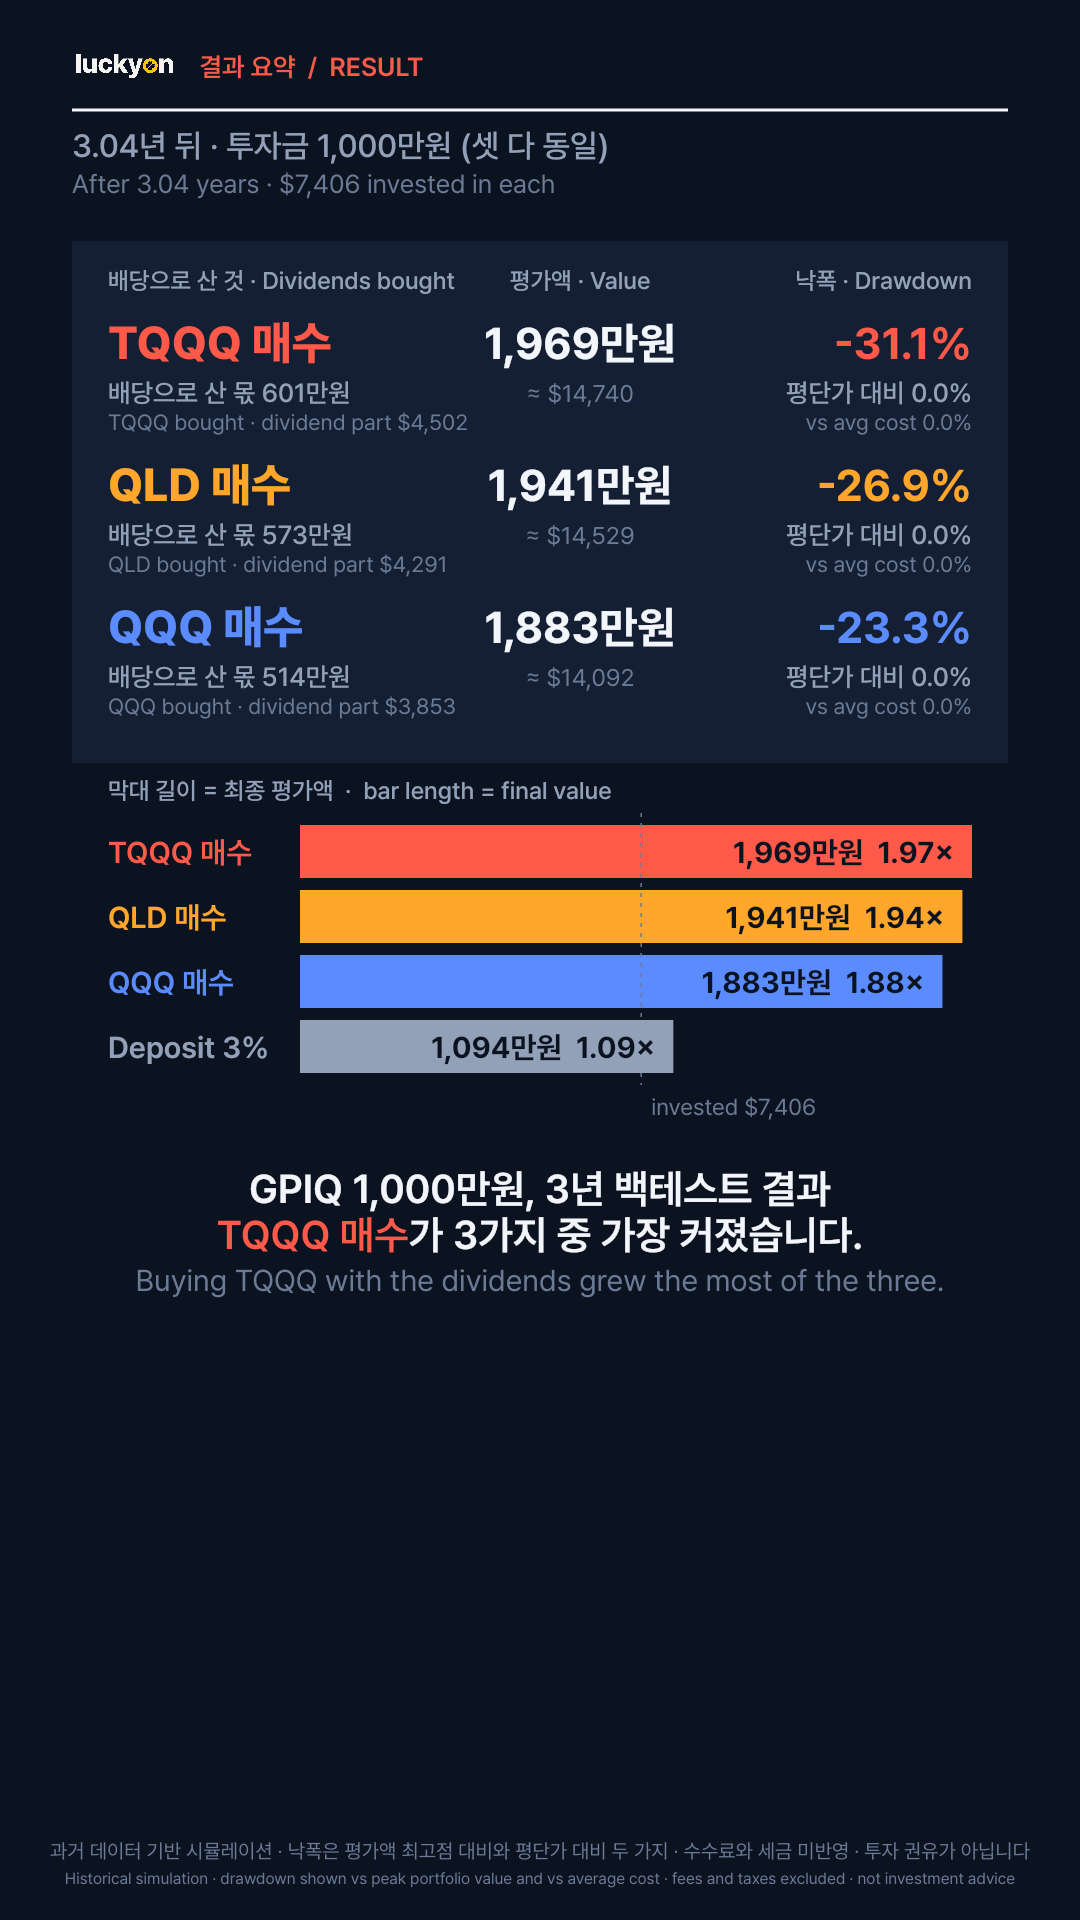 luckyon 결과 요약 / RESULT
3.04년 뒤 · 투자금 1,000만원 (셋 다 동일)
After 3.04 years · $7,406 invested in each
배당으로 산 것 · Dividends bought 평가액 · Value 낙폭 · Drawdown
TQQQ 매수 1,969만원 -31.1%
배당으로 산 몫 601만원 ≈ $14,740 평단가 대비 0.0%
TQQQ bought · dividend part $4,502 vs avg cost 0.0%
QLD 매수 1,941만원 -26.9%
배당으로 산 몫 573만원 ≈ $14,529 평단가 대비 0.0%
QLD bought · dividend part $4,291 vs avg cost 0.0%
QQQ 매수 1,883만원 -23.3%
배당으로 산 몫 514만원 ≈ $14,092 평단가 대비 0.0%
QQQ bought · dividend part $3,853 vs avg cost 0.0%
막대 길이 = 최종 평가액 · bar length = final value
TQQQ 매수 1,969만원 1.97×
QLD 매수 1,941만원 1.94×
QQQ 매수 1,883만원 1.88×
Deposit 3% 1,094만원 1.09×
invested $7,406
GPIQ 1,000만원, 3년 백테스트 결과
TQQQ 매수가 3가지 중 가장 커졌습니다.
Buying TQQQ with the dividends grew the most of the three.
과거 데이터 기반 시뮬레이션 · 낙폭은 평가액 최고점 대비와 평단가 대비 두 가지 · 수수료와 세금 미반영 · 투자 권유가 아닙니다
Historical simulation · drawdown shown vs peak portfolio value and vs average cost · fees and taxes excluded · not investment advice